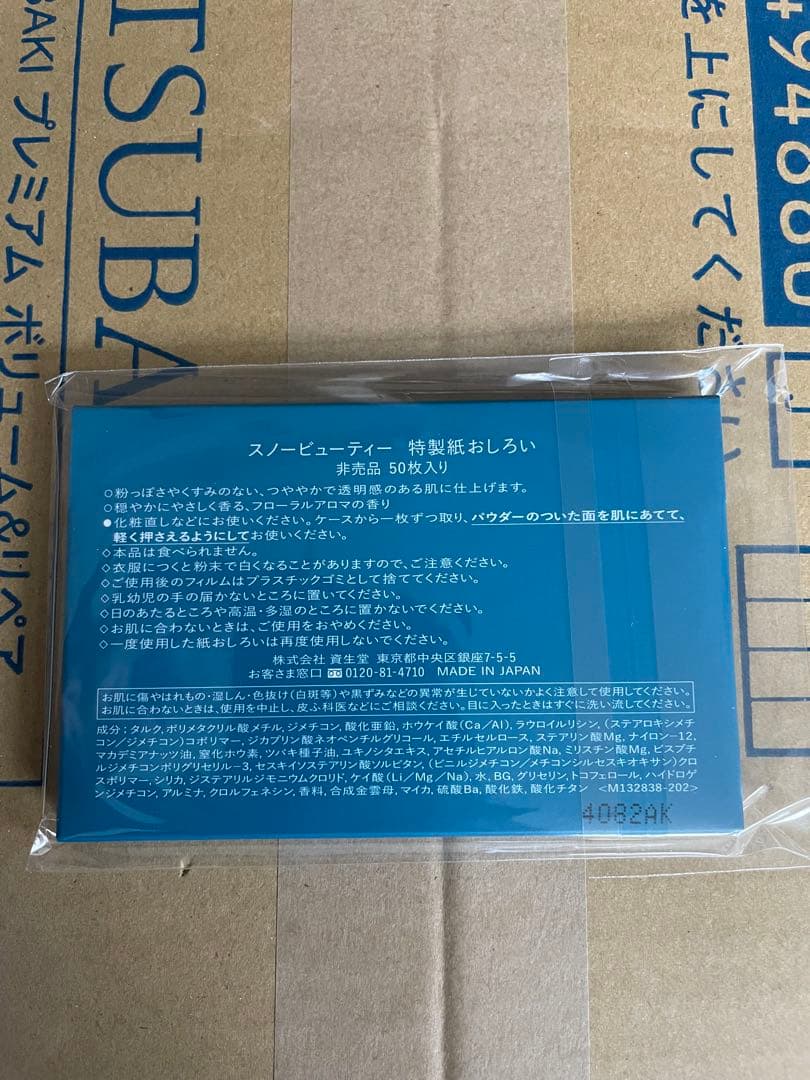 TSUBA
BAKI プレミアム ボリューム&リペア
4880
を上にしてください
スノービューティー 特製紙おしろい
非売品 50枚入り
○粉っぽさやくすみのない、つややかで透明感のある肌に仕上げます。
○穏やかにやさしく香る、フローラルアロマの香り
●化粧直しなどにお使いください。ケースから一枚ずつ取り、パウダーのついた面を肌にあてて、
軽く押さえるようにしてお使いください。
◇本品は食べられません。
◇衣服につくと粉末で白くなることがありますので、ご注意ください。
◇ご使用後のフィルムはプラスチックゴミとして捨ててください。
◇乳幼児の手の届かないところに置いてください。
◇日のあたるところや高温・多湿のところに置かないでください。
◇お肌に合わないときは、ご使用をおやめください。
◇一度使用した紙おしろいは再度使用しないでください。
株式会社 資生堂 東京都中央区銀座7-5-5
お客さま窓口 0120-81-4710 MADE IN JAPAN
お肌に傷やはれもの・湿しん・色抜け(白斑等)や黒ずみなどの異常が生じていないかよく注意して使用してください。
お肌に合わないときは、使用を中止し、皮ふ科医などにご相談ください。目に入ったときはすぐに洗い流してください。
成分:タルク、ポリメタクリル酸メチル、ジメチコン、酸化亜鉛、ホウケイ酸(Ca/Al)、ラウロイルリシン、(ステアロキシメチ
コン/ジメチコン)コポリマー、ジカプリン酸ネオペンチルグリコール、エチルセルロース、ステアリン酸Mg、ナイロン-12、
マカデミアナッツ油、窒化ホウ素、ツバキ種子油、ユキノシタエキス、アセチルヒアルロン酸Na、ミリスチン酸Mg、ビスブチ
ルジメチコンポリグリセリル-3、セスキイソステアリン酸ソルビタン、(ビニルジメチコン/メチコンシルセスキオキサン)クロ
スポリマー、シリカ、ジステアリルジモニウムクロリド、ケイ酸(Li/Mg/Na)、水、BG、グリセリン、トコフェロール、ハイドロゲ
ンジメチコン、アルミナ、クロルフェネシン、香料、合成金雲母、マイカ、硫酸Ba、酸化鉄、酸化チタン <M132838-202>
4082AK